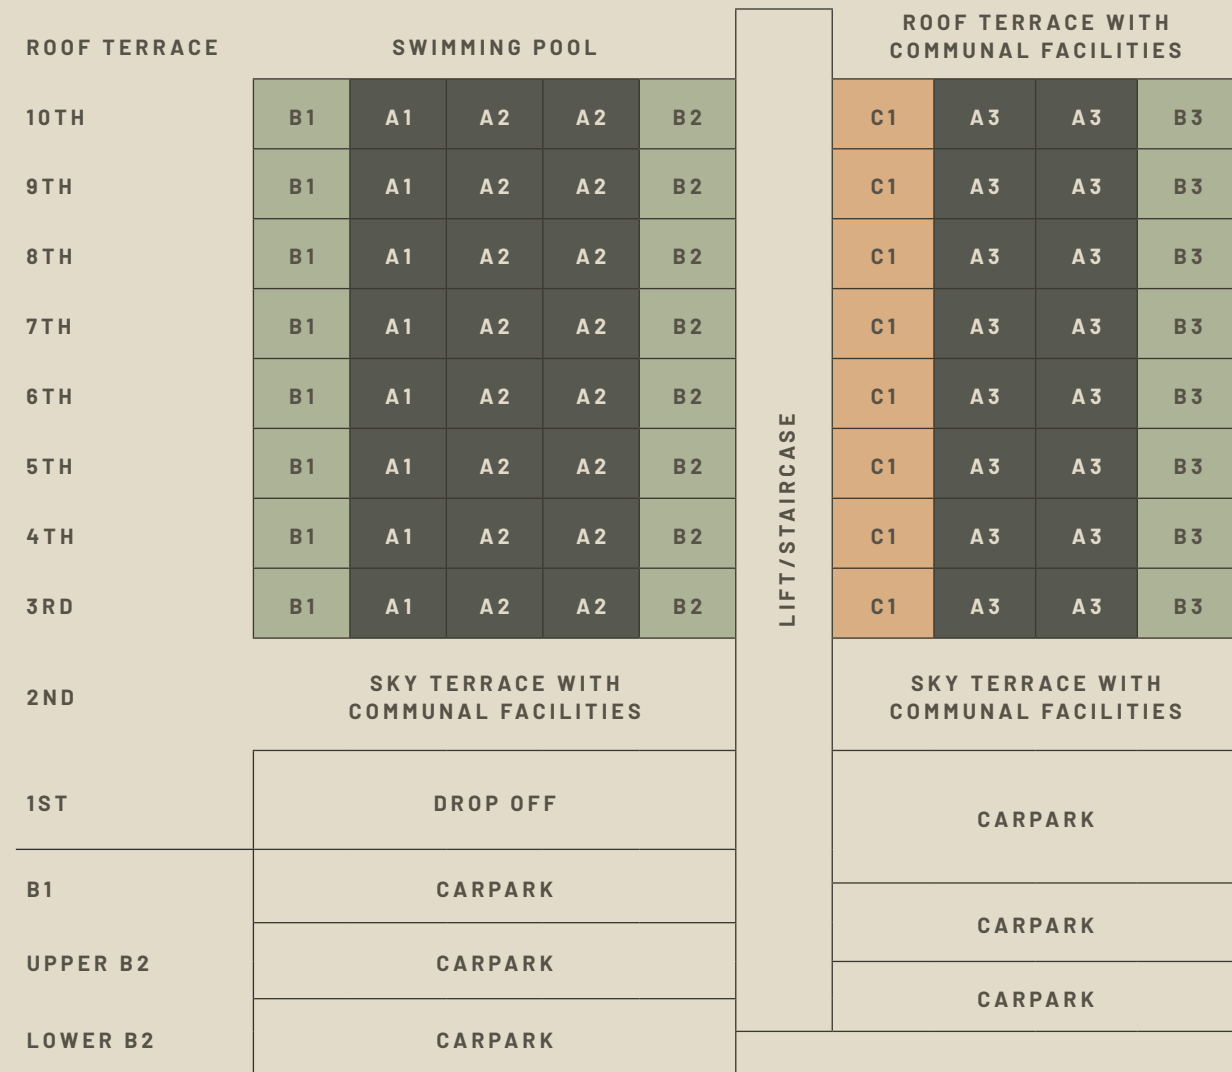 ROOF TERRACE SWIMMING POOL ROOF TERRACE WITH
COMMUNAL FACILITIES
10TH B1 A1 A2 A2 B2 C1 A3 A3 B3
9TH B1 A1 A2 A2 B2 C1 A3 A3 B3
8TH B1 A1 A2 A2 B2 C1 A3 A3 B3
7TH B1 A1 A2 A2 B2 C1 A3 A3 B3
6TH B1 A1 A2 A2 B2 C1 A3 A3 B3
5TH B1 A1 A2 A2 B2 C1 A3 A3 B3
4TH B1 A1 A2 A2 B2 C1 A3 A3 B3
3RD B1 A1 A2 A2 B2 C1 A3 A3 B3
LIFT/STAIRCASE
2ND
SKY TERRACE WITH
COMMUNAL FACILITIES
SKY TERRACE WITH
COMMUNAL FACILITIES
1ST DROP OFF CARPARK
B1 CARPARK CARPARK
UPPER B2 CARPARK CARPARK
LOWER B2 CARPARK